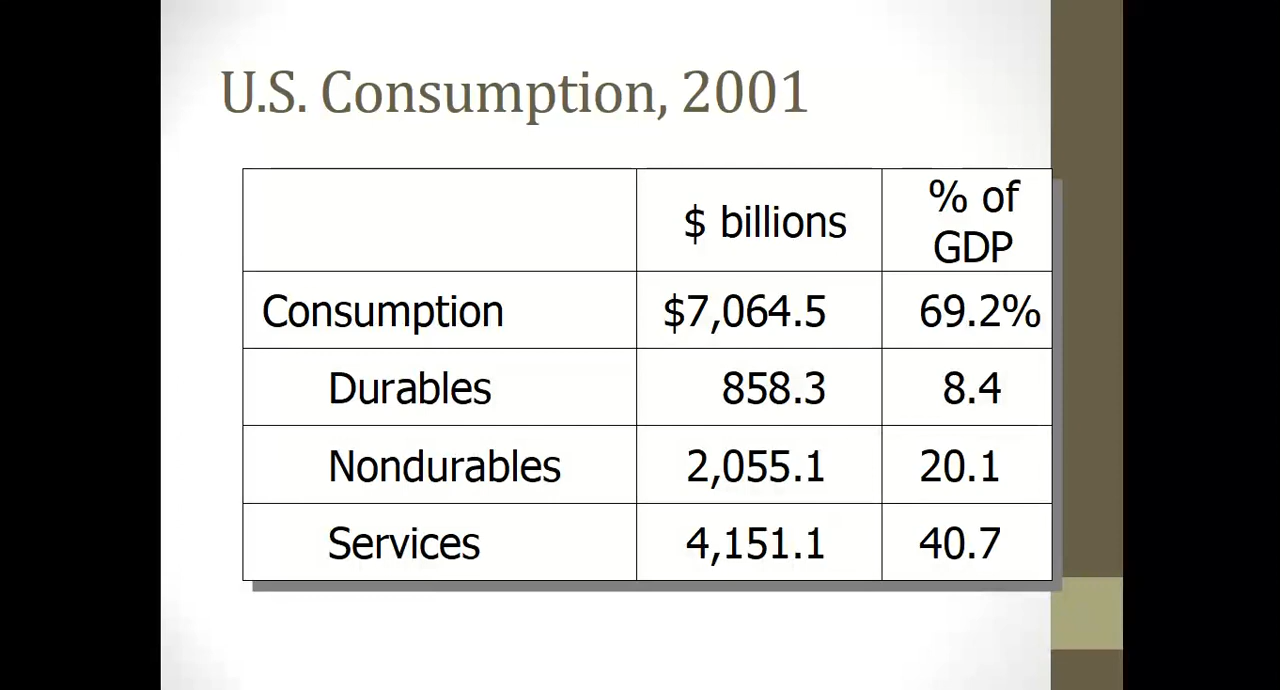 U.S. Consumption, 2001
$ billions
% of
GDP
Consumption $7,064.5 69.2%
Durables 858.3 8.4
Nondurables 2,055.1 20.1
Services 4,151.1 40.7